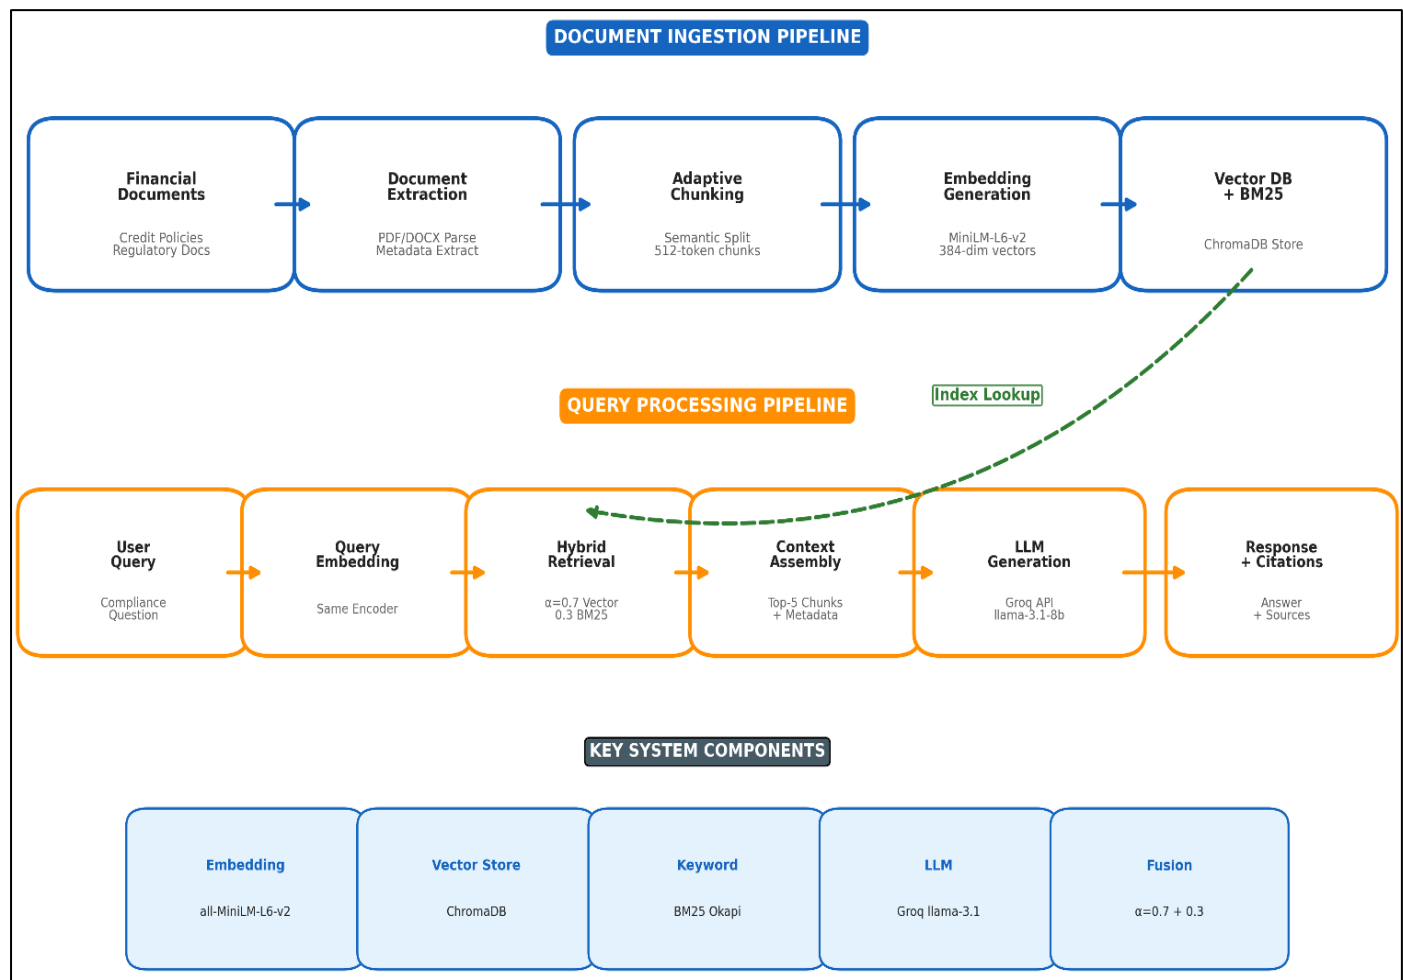 DOCUMENT INGESTION PIPELINE
Financial
Documents
Credit Policies
Regulatory Docs
Document
Extraction
PDF/DOCX Parse
Metadata Extract
Adaptive
Chunking
Semantic Split
512-token chunks
Embedding
Generation
MiniLM-L6-v2
384-dim vectors
Vector DB
+ BM25
ChromaDB Store
Index Lookup
QUERY PROCESSING PIPELINE
User
Query
Compliance
Question
Query
Embedding
Same Encoder
Hybrid
Retrieval
α=0.7 Vector
0.3 BM25
Context
Assembly
Top-5 Chunks
+ Metadata
LLM
Generation
Groq API
llama-3.1-8b
Response
+ Citations
Answer
+ Sources
KEY SYSTEM COMPONENTS
Embedding
all-MiniLM-L6-v2
Vector Store
ChromaDB
Keyword
BM25 Okapi
LLM
Groq llama-3.1
Fusion
α=0.7 + 0.3